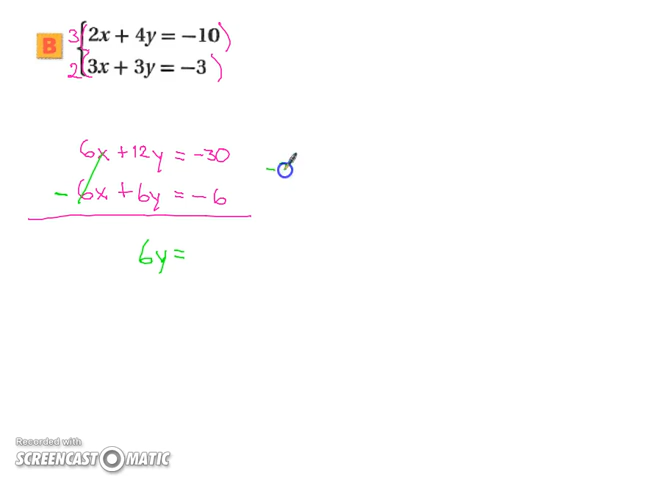 B 3(2x + 4y = −10)
2(3x + 3y = −3)
6x + 12y = -30
- 6x + 6y = -6
6y =
Recorded with
SCREENCAST MATIC